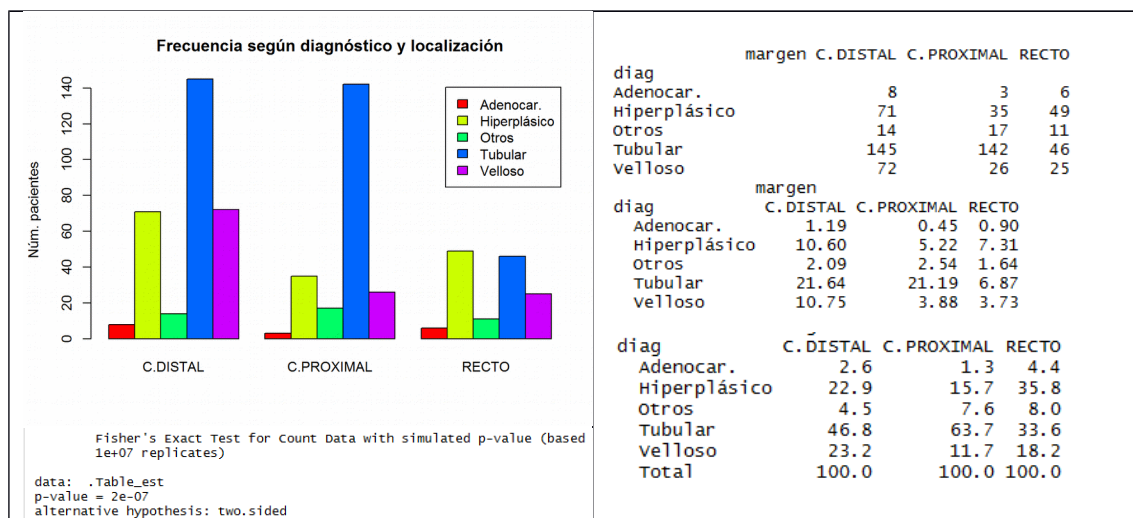 Frecuencia según diagnóstico y localización
Núm. pacientes
0 20 40 60 80 100 120 140
Adenocar.
Hiperplásico
Otros
Tubular
Velloso
C.DISTAL C.PROXIMAL RECTO
Fisher's Exact Test for Count Data with simulated p-value (based
1e+07 replicates)
data: .Table_est
p-value = 2e-07
alternative hypothesis: two.sided
margen C.DISTAL C.PROXIMAL RECTO
diag
Adenocar. 8 3 6
Hiperplásico 71 35 49
Otros 14 17 11
Tubular 145 142 46
Velloso 72 26 25
margen
diag C.DISTAL C.PROXIMAL RECTO
Adenocar. 1.19 0.45 0.90
Hiperplásico 10.60 5.22 7.31
Otros 2.09 2.54 1.64
Tubular 21.64 21.19 6.87
Velloso 10.75 3.88 3.73
diag C.DISTAL C.PROXIMAL RECTO
Adenocar. 2.6 1.3 4.4
Hiperplásico 22.9 15.7 35.8
Otros 4.5 7.6 8.0
Tubular 46.8 63.7 33.6
Velloso 23.2 11.7 18.2
Total 100.0 100.0 100.0